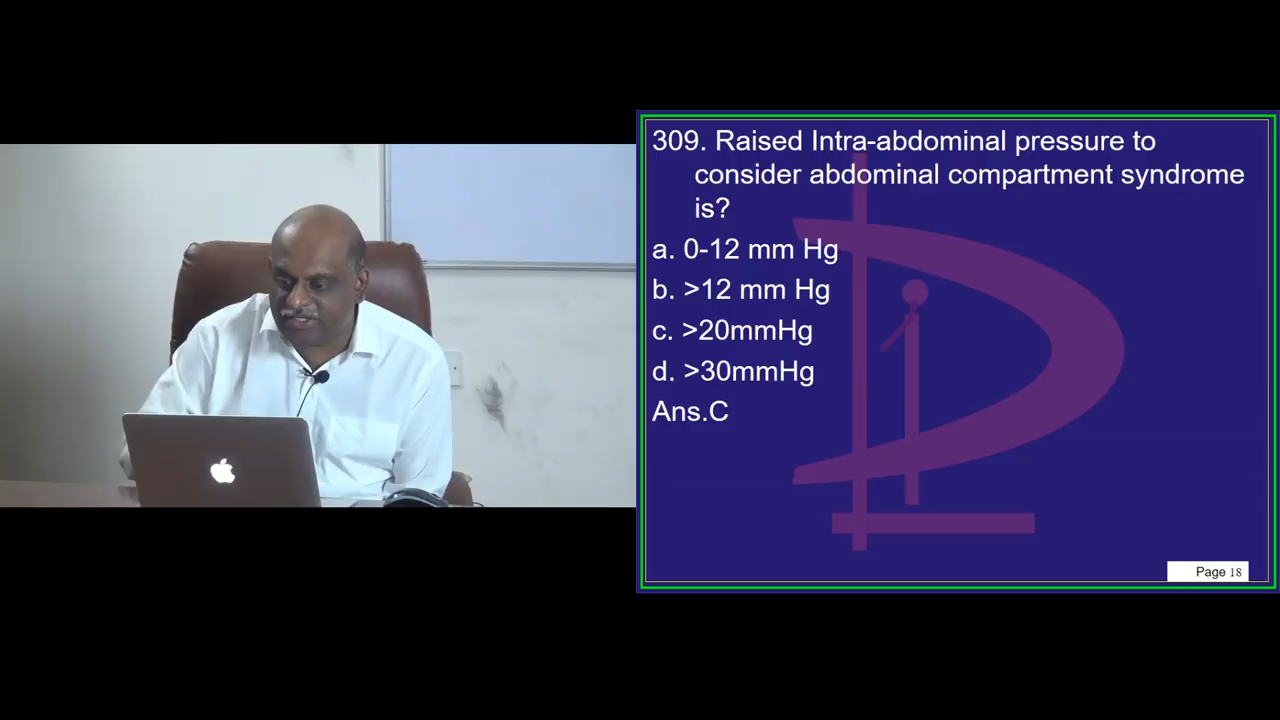 309. Raised Intra-abdominal pressure to
consider abdominal compartment syndrome
is?
a. 0-12 mm Hg
b. >12 mm Hg
c. >20mmHg
d. >30mmHg
Ans.C
Page 18